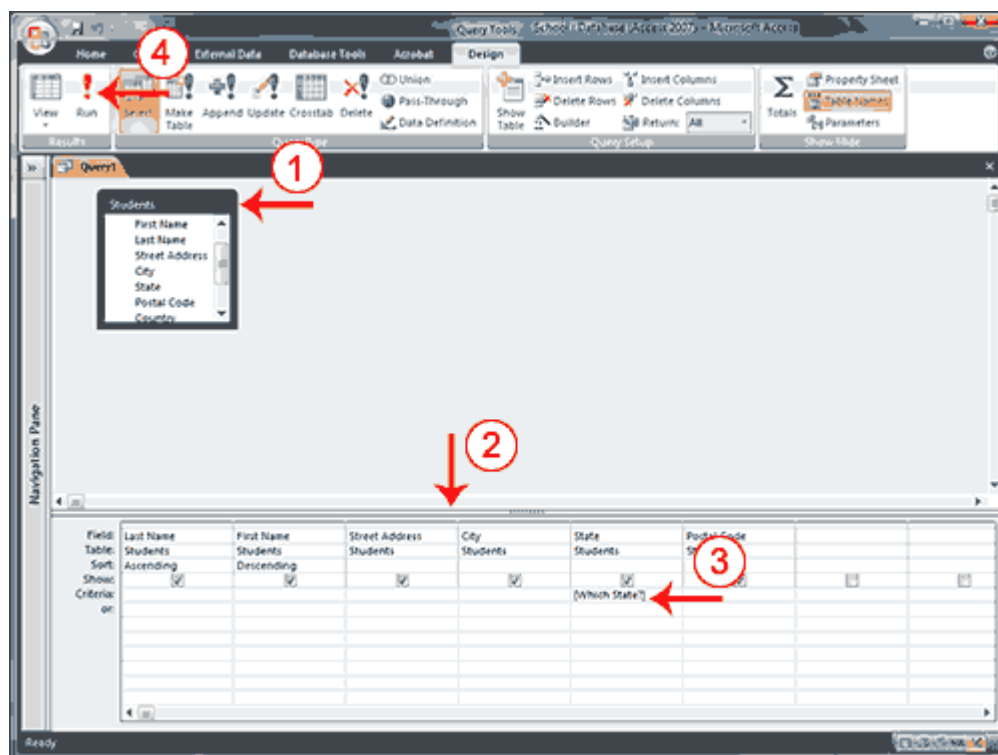 Query Tools School : Database (Access 2007) - Microsoft Access
Home External Data Database Tools Acrobat Design
4
View Run Select Make Table Append Update Crosstab Delete
Union
Pass-Through
Data Definition
Show Table
Insert Rows
Delete Rows
Builder
Insert Columns
Delete Columns
Return: All
Totals
Property Sheet
Table Names
Parameters
Results Query Type Query Setup Show/Hide
Query1
1
Students
First Name
Last Name
Street Address
City
State
Postal Code
Country
Navigation Pane
2
Field: Last Name First Name Street Address City State Postal Code
Table: Students Students Students Students Students
Sort: Ascending Descending
3
Show:
Criteria: [Which State?]
or:
Ready